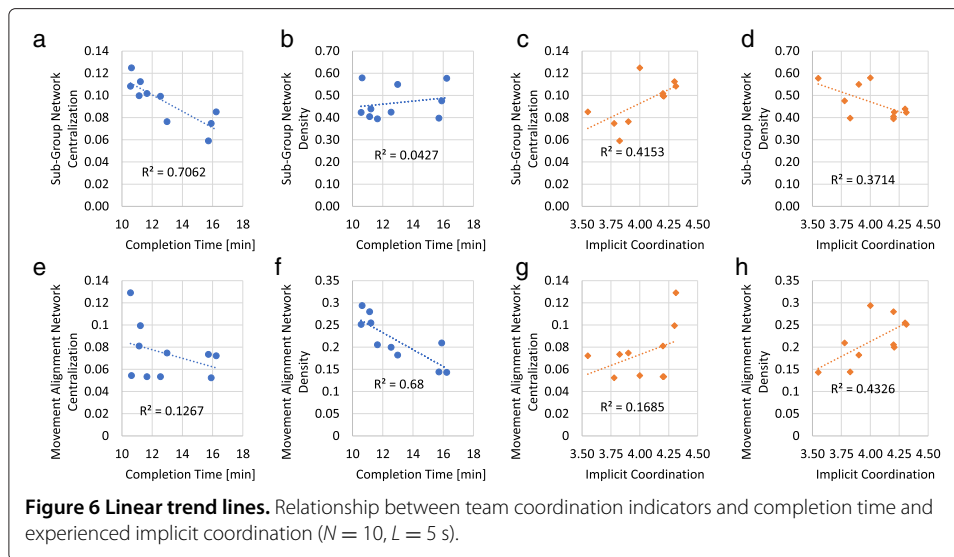 a
Sub-Group Network
Centralization
0.14
0.12
0.10
0.08
0.06
0.04
0.02
0.00
R² = 0.7062
10 12 14 16 18
Completion Time [min]
b
Sub-Group Network
Density
0.70
0.60
0.50
0.40
0.30
0.20
0.10
0.00
R² = 0.0427
10 12 14 16 18
Completion Time [min]
c
Sub-Group Network
Centralization
0.14
0.12
0.10
0.08
0.06
0.04
0.02
0.00
R² = 0.4153
3.50 3.75 4.00 4.25 4.50
Implicit Coordination
d
Sub-Group Network
Density
0.70
0.60
0.50
0.40
0.30
0.20
0.10
0.00
R² = 0.3714
3.50 3.75 4.00 4.25 4.50
Implicit Coordination
e
Movement Alignment Network
Centralization
0.14
0.12
0.1
0.08
0.06
0.04
0.02
0
R² = 0.1267
10 12 14 16 18
Completion Time [min]
f
Movement Alignment Network
Density
0.35
0.3
0.25
0.2
0.15
0.1
0.05
0
R² = 0.68
10 12 14 16 18
Completion Time [min]
g
Movement Alignment Network
Centralization
0.14
0.12
0.1
0.08
0.06
0.04
0.02
0
R² = 0.1685
3.50 3.75 4.00 4.25 4.50
Implicit Coordination
h
Movement Alignment Network
Density
0.35
0.3
0.25
0.2
0.15
0.1
0.05
0
R² = 0.4326
3.50 3.75 4.00 4.25 4.50
Implicit Coordination
Figure 6 Linear trend lines. Relationship between team coordination indicators and completion time and
experienced implicit coordination (N = 10, L = 5 s).